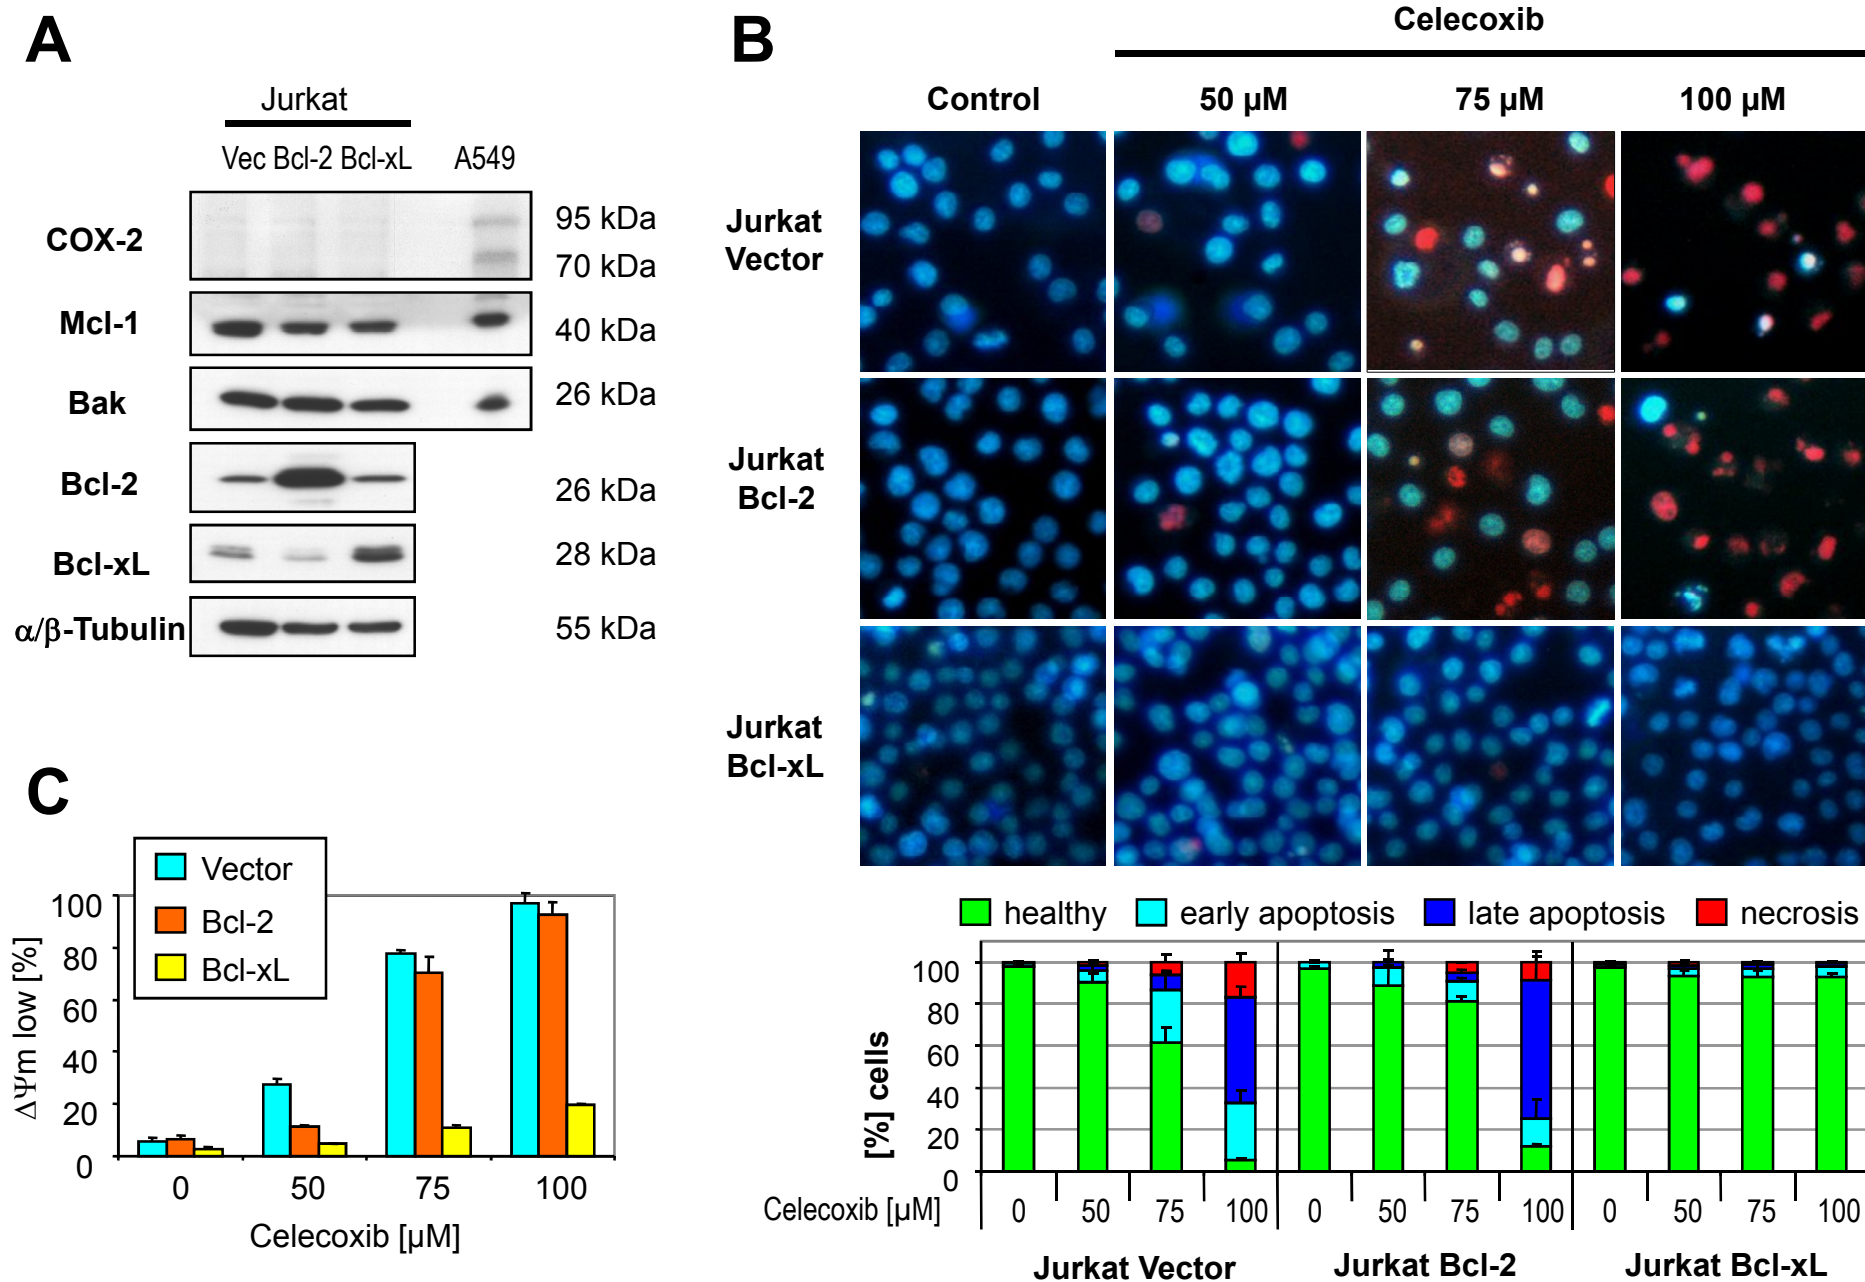 A
Jurkat
Vec Bcl-2 Bcl-xL A549
COX-2
95 kDa
70 kDa
Mcl-1
40 kDa
Bak
26 kDa
Bcl-2
26 kDa
Bcl-xL
28 kDa
α/β-Tubulin
55 kDa
B
Celecoxib
Control 50 µM 75 µM 100 µM
Jurkat
Vector
Jurkat
Bcl-2
Jurkat
Bcl-xL
healthy early apoptosis late apoptosis necrosis
[%] cells
100
80
60
40
20
0
Celecoxib [µM] 0 50 75 100 0 50 75 100 0 50 75 100
Jurkat Vector Jurkat Bcl-2 Jurkat Bcl-xL
C
Vector
Bcl-2
Bcl-xL
ΔΨm low [%]
100
80
60
40
20
0
0 50 75 100
Celecoxib [µM]